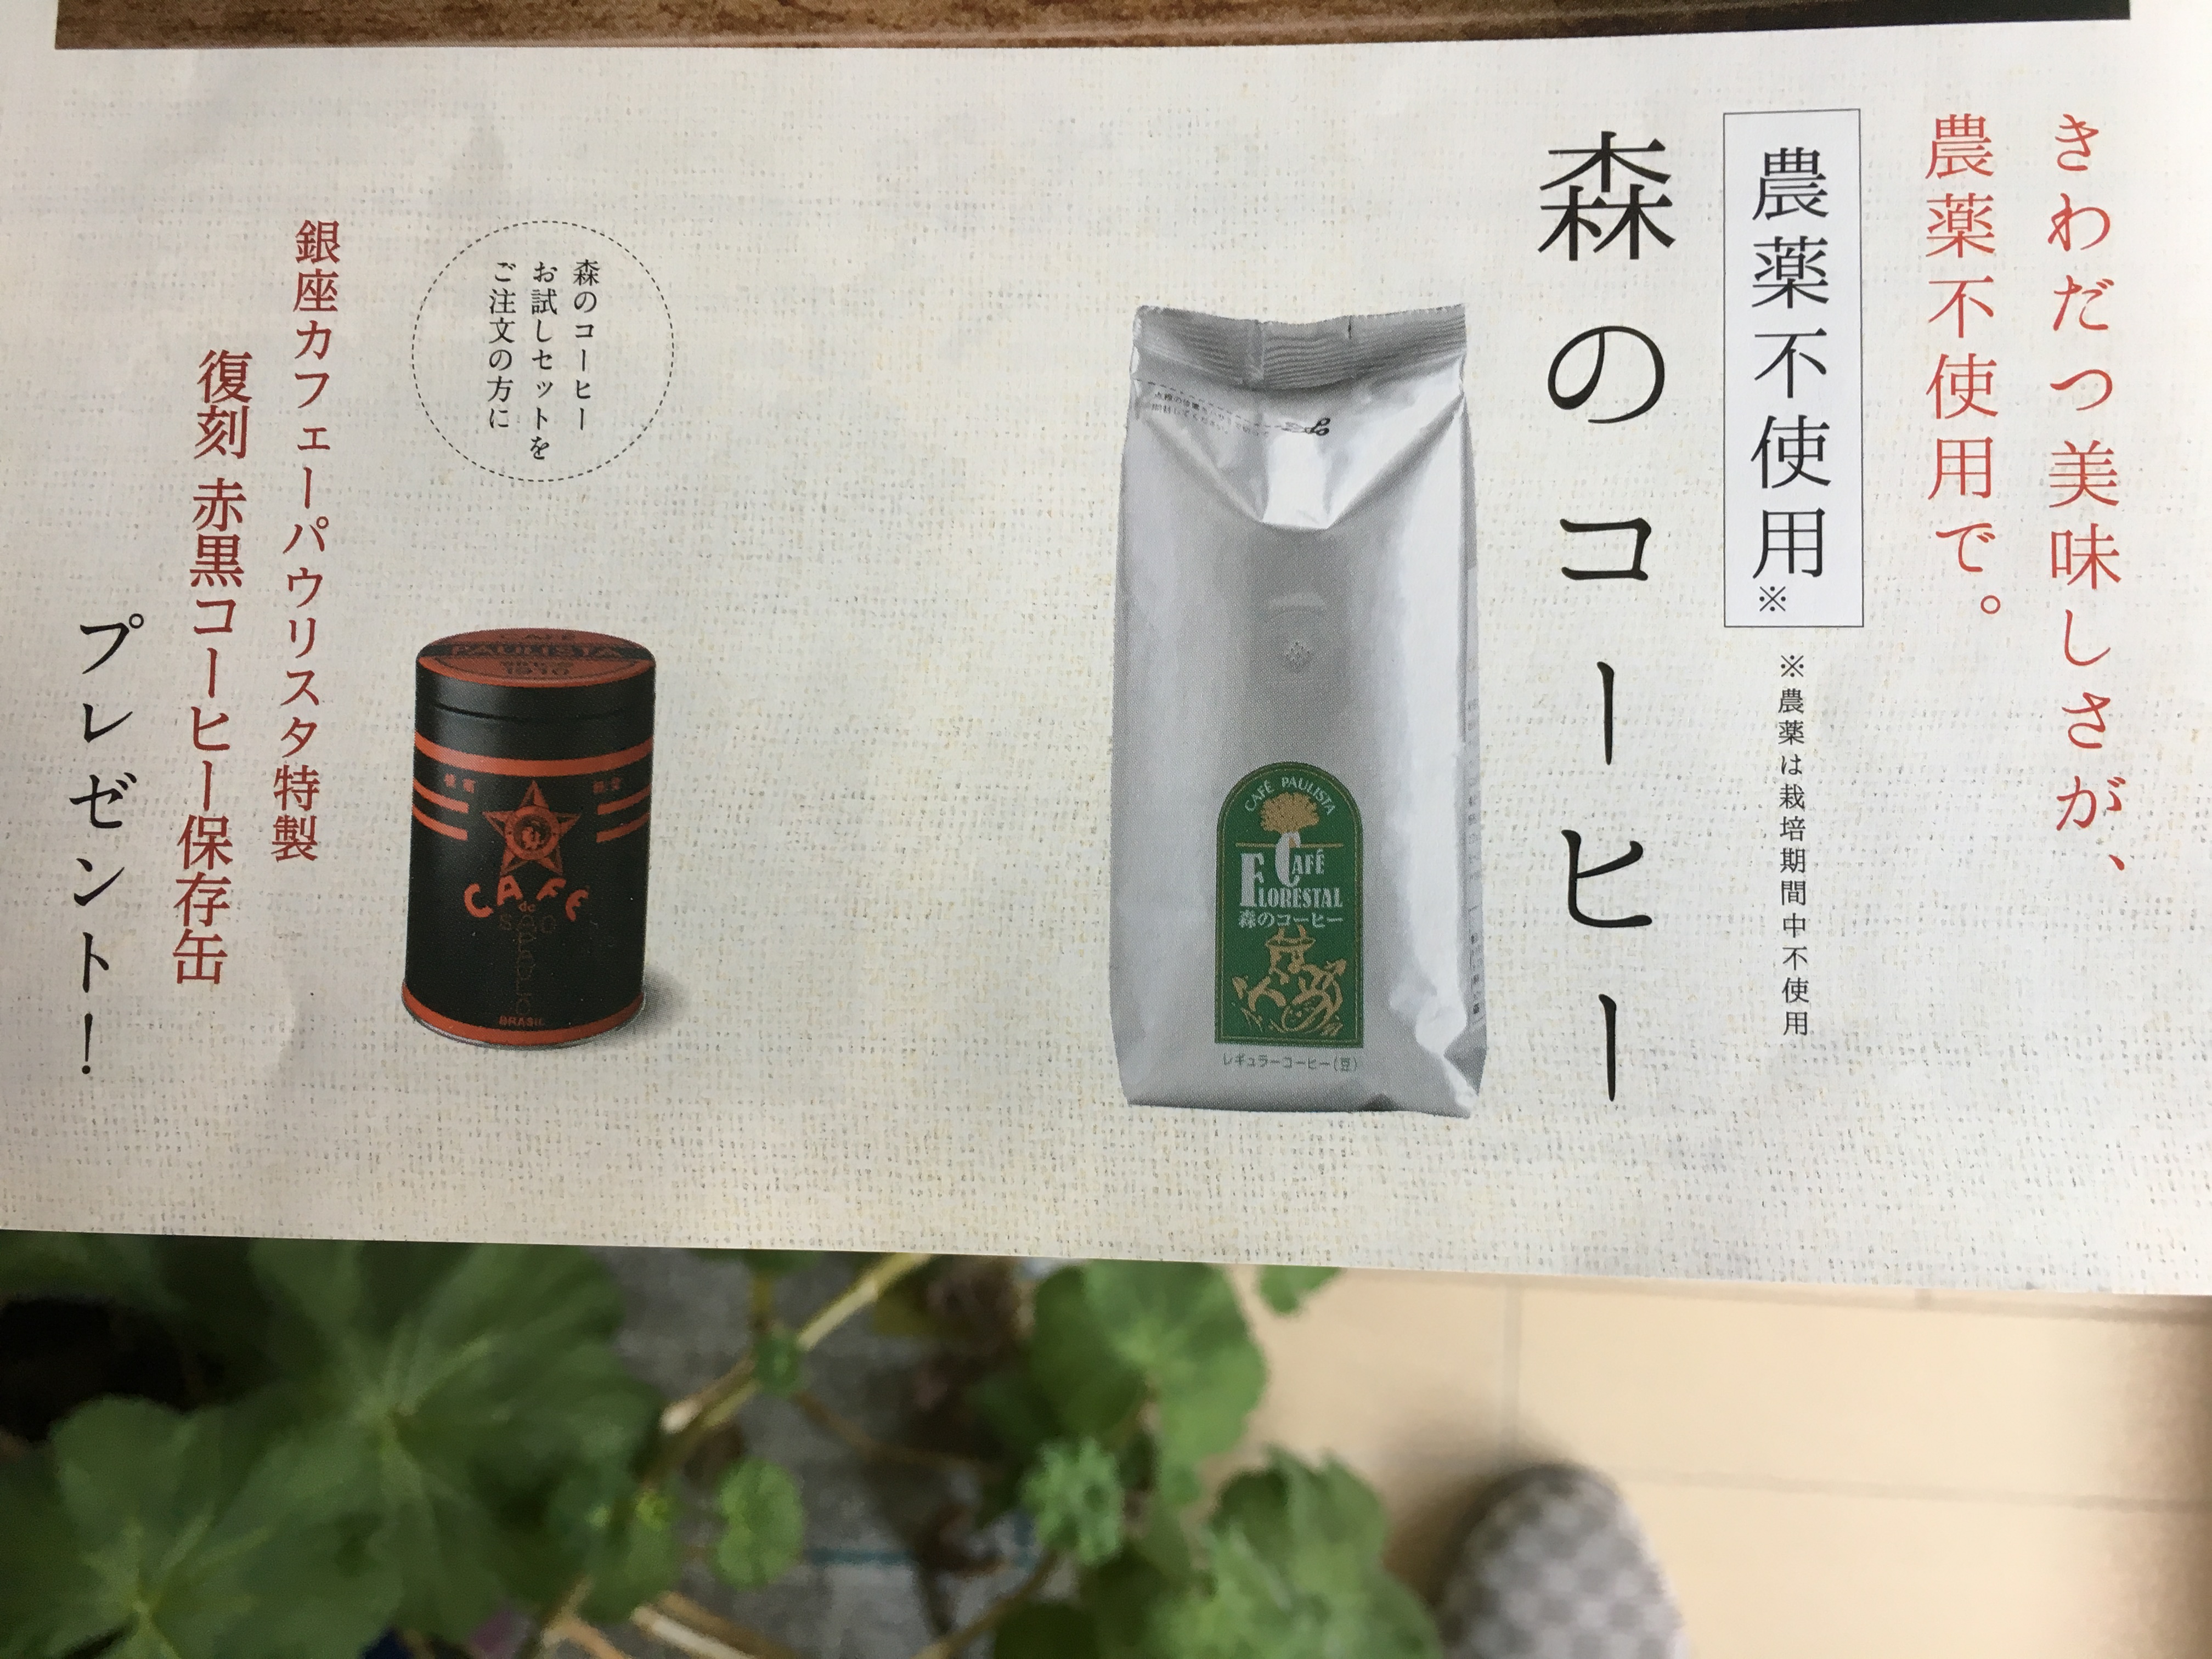 きわだつ美味しさが、
農薬不使用で。
農薬不使用※
※農薬は栽培期間中不使用
森のコーヒー
CAFÉ PAULISTA
CAFÉ
FLORESTAL
森のコーヒー
レギュラーコーヒー(豆)
森のコーヒー
お試しセットを
ご注文の方に
CAFÉ
PAULISTA
1910
CAFE
de
SAO
PAULO
BRASIL
銀座カフェーパウリスタ特製
復刻 赤黒コーヒー保存缶
プレゼント!